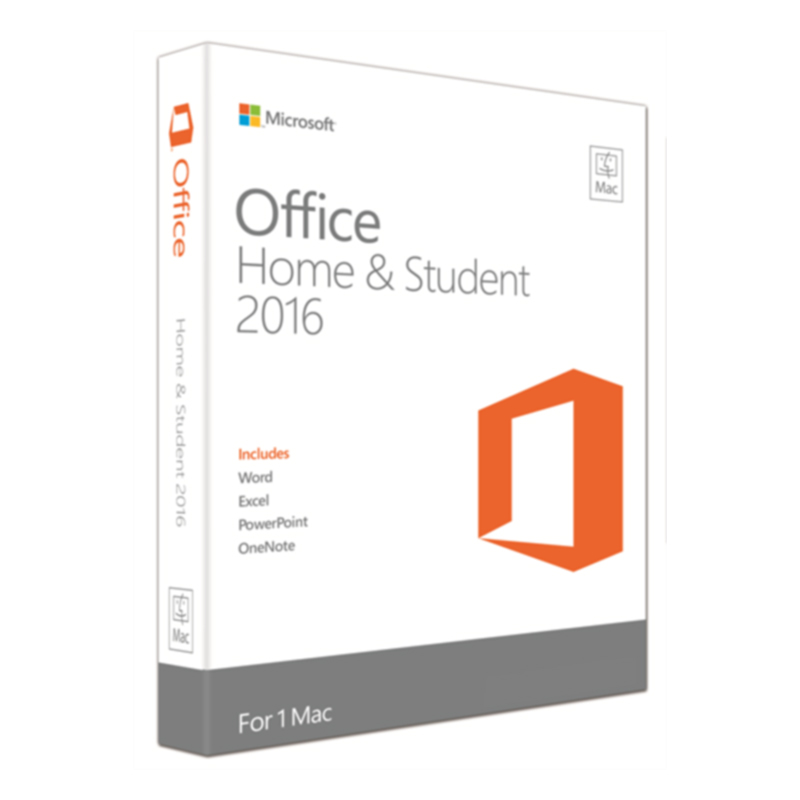 Microsoft
Mac
Office
Home & Student
2016
Includes
Word
Excel
PowerPoint
OneNote
For 1 Mac
Office
Home & Student 2016
Mac